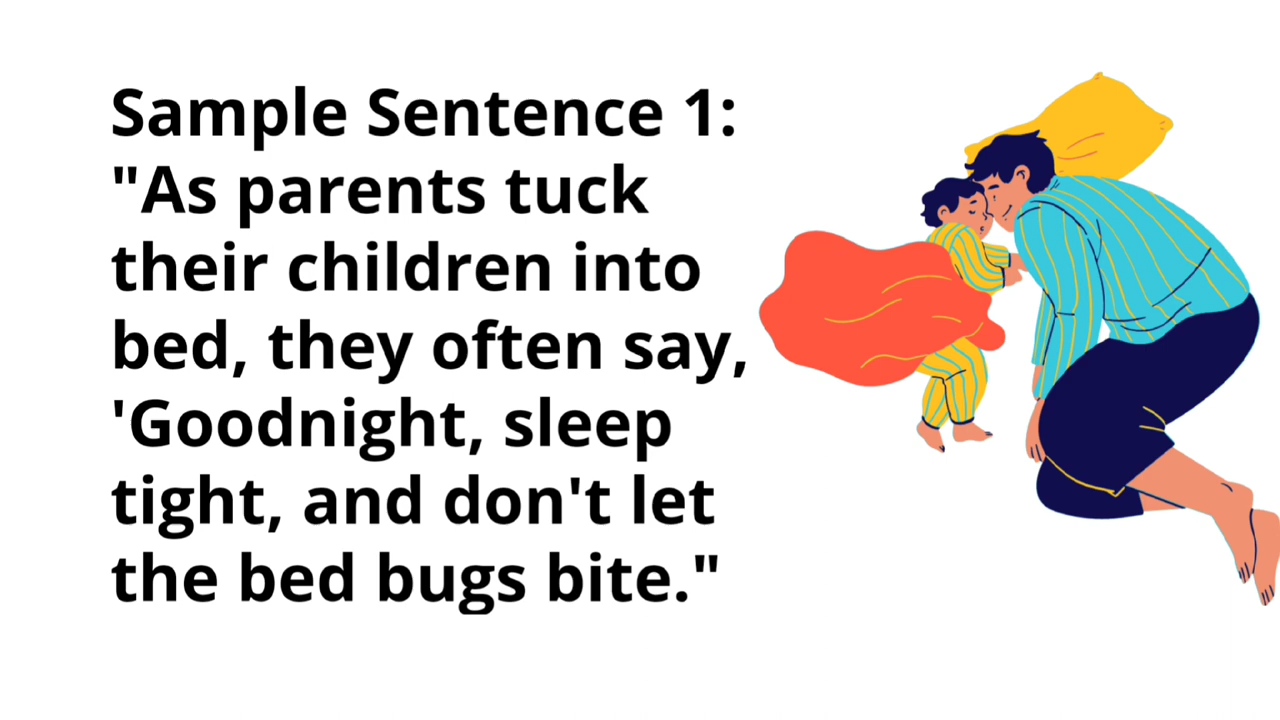 Sample Sentence 1:
"As parents tuck
their children into
bed, they often say,
'Goodnight, sleep
tight, and don't let
the bed bugs bite."